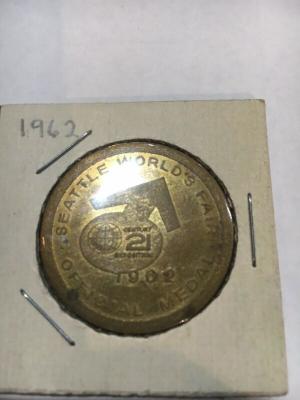 1962
SEATTLE WORLD'S FAIR
CENTURY
21
EXPOSITION
1962
OFFICIAL MEDAL